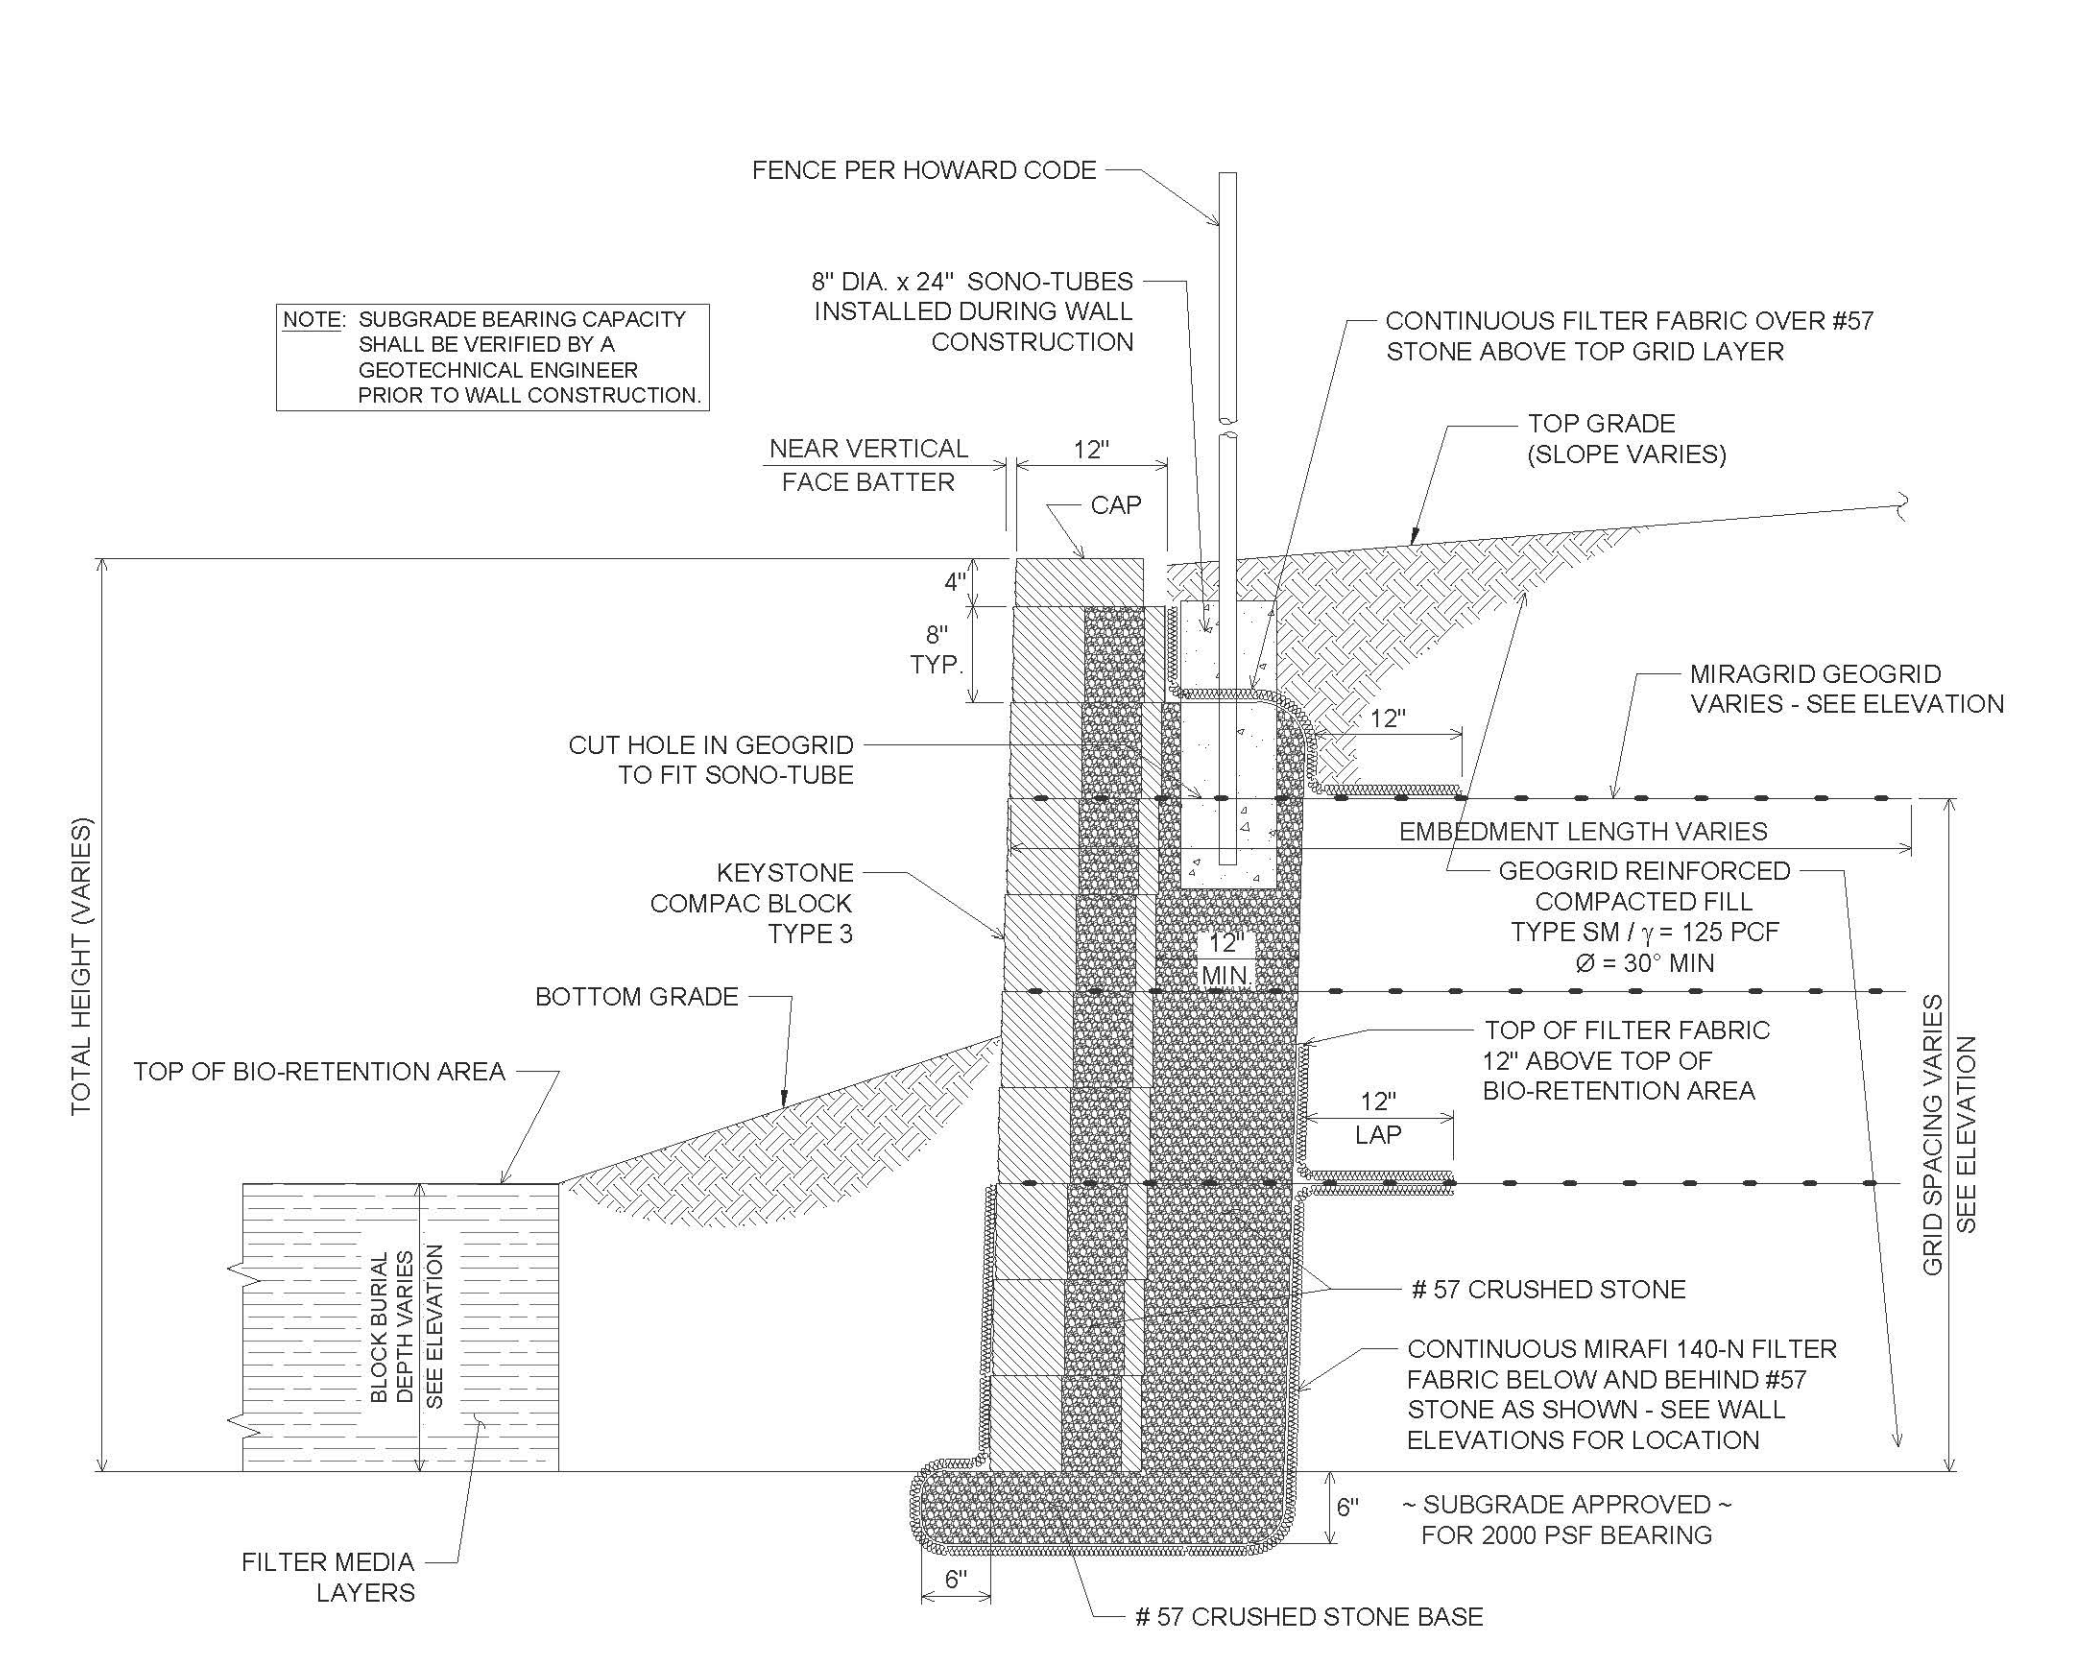 FENCE PER HOWARD CODE
8" DIA. x 24" SONO-TUBES
INSTALLED DURING WALL
CONSTRUCTION
NOTE: SUBGRADE BEARING CAPACITY
SHALL BE VERIFIED BY A
GEOTECHNICAL ENGINEER
PRIOR TO WALL CONSTRUCTION.
CONTINUOUS FILTER FABRIC OVER #57
STONE ABOVE TOP GRID LAYER
TOP GRADE
(SLOPE VARIES)
NEAR VERTICAL
FACE BATTER
12"
CAP
4"
8"
TYP.
MIRAGRID GEOGRID
VARIES - SEE ELEVATION
12"
CUT HOLE IN GEOGRID
TO FIT SONO-TUBE
EMBEDMENT LENGTH VARIES
KEYSTONE
COMPAC BLOCK
TYPE 3
GEOGRID REINFORCED
COMPACTED FILL
TYPE SM / γ = 125 PCF
Ø = 30° MIN
12"
MIN.
TOTAL HEIGHT (VARIES)
BOTTOM GRADE
TOP OF BIO-RETENTION AREA
TOP OF FILTER FABRIC
12" ABOVE TOP OF
BIO-RETENTION AREA
12"
LAP
GRID SPACING VARIES
SEE ELEVATION
BLOCK BURIAL
DEPTH VARIES
SEE ELEVATION
# 57 CRUSHED STONE
CONTINUOUS MIRAFI 140-N FILTER
FABRIC BELOW AND BEHIND #57
STONE AS SHOWN - SEE WALL
ELEVATIONS FOR LOCATION
6"
~ SUBGRADE APPROVED ~
FOR 2000 PSF BEARING
FILTER MEDIA
LAYERS
6"
# 57 CRUSHED STONE BASE